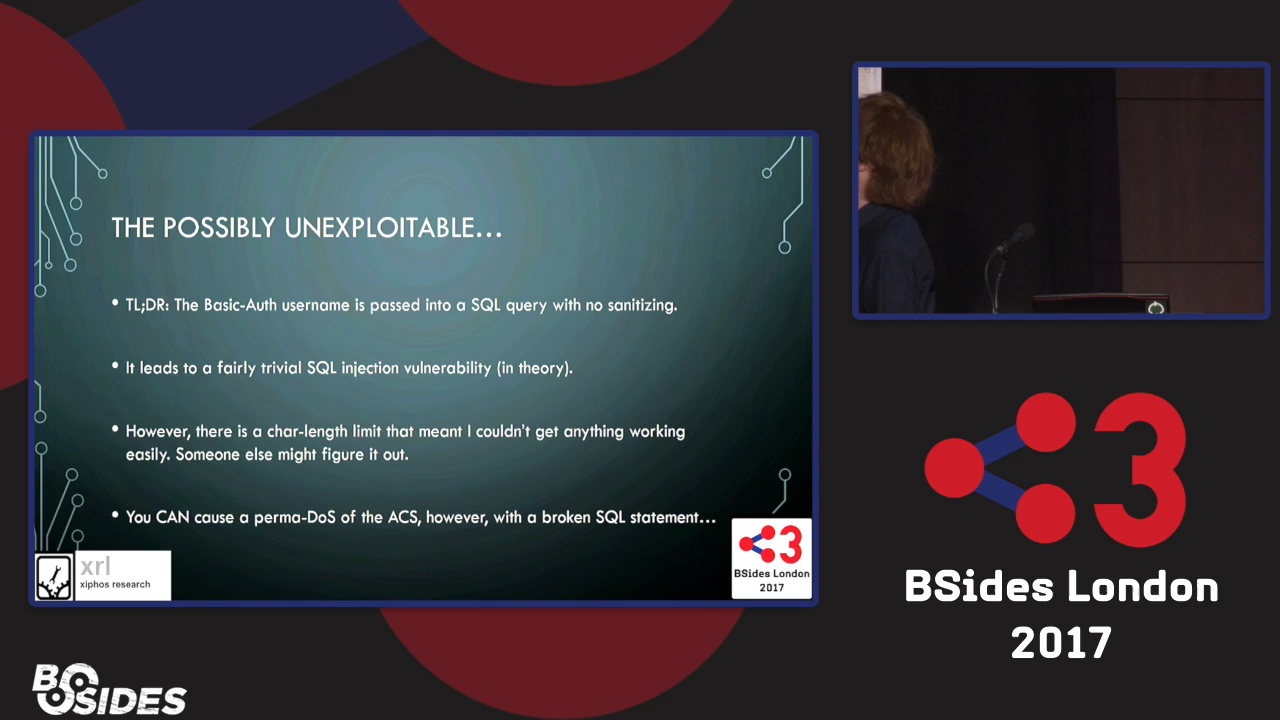 THE POSSIBLY UNEXPLOITABLE...
• TL;DR: The Basic-Auth username is passed into a SQL query with no sanitizing.
• It leads to a fairly trivial SQL injection vulnerability (in theory).
• However, there is a char-length limit that meant I couldn't get anything working
easily. Someone else might figure it out.
• You CAN cause a perma-DoS of the ACS, however, with a broken SQL statement...
xrl
xiphos research
3
BSides London
2017
3
BSides London
2017
BSIDES